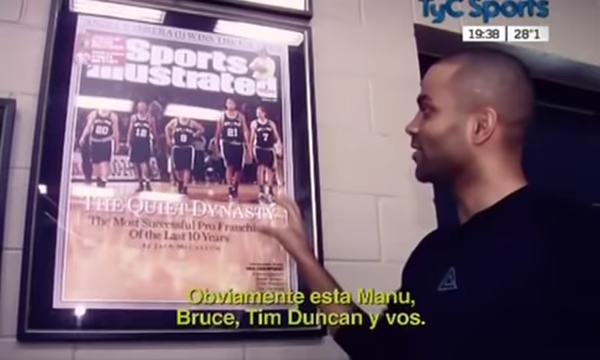 TyC Sports
19:38 28°1
Sports
Illustrated
THE QUIET DYNASTY
The Most Successful Pro Franchise
Of the Last 10 Years
20 12 9 21 7
Obviamente esta Manu,
Bruce, Tim Duncan y vos.